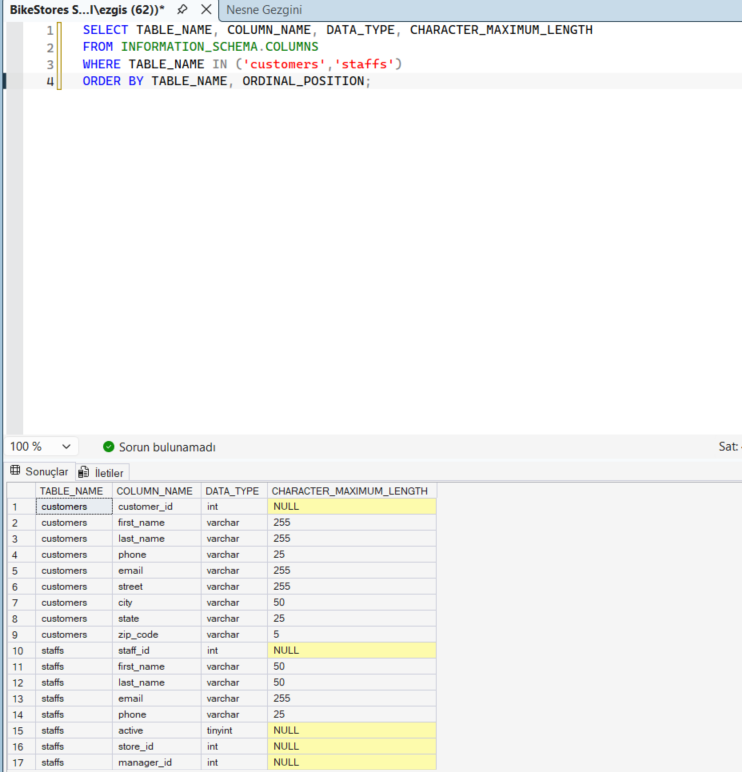 BikeStores S...l\ezgis (62))* Nesne Gezgini
1 SELECT TABLE_NAME, COLUMN_NAME, DATA_TYPE, CHARACTER_MAXIMUM_LENGTH
2 FROM INFORMATION_SCHEMA.COLUMNS
3 WHERE TABLE_NAME IN ('customers','staffs')
4 ORDER BY TABLE_NAME, ORDINAL_POSITION;
100 % Sorun bulunamadı Sat:
Sonuçlar İletiler
TABLE_NAME COLUMN_NAME DATA_TYPE CHARACTER_MAXIMUM_LENGTH
1 customers customer_id int NULL
2 customers first_name varchar 255
3 customers last_name varchar 255
4 customers phone varchar 25
5 customers email varchar 255
6 customers street varchar 255
7 customers city varchar 50
8 customers state varchar 25
9 customers zip_code varchar 5
10 staffs staff_id int NULL
11 staffs first_name varchar 50
12 staffs last_name varchar 50
13 staffs email varchar 255
14 staffs phone varchar 25
15 staffs active tinyint NULL
16 staffs store_id int NULL
17 staffs manager_id int NULL